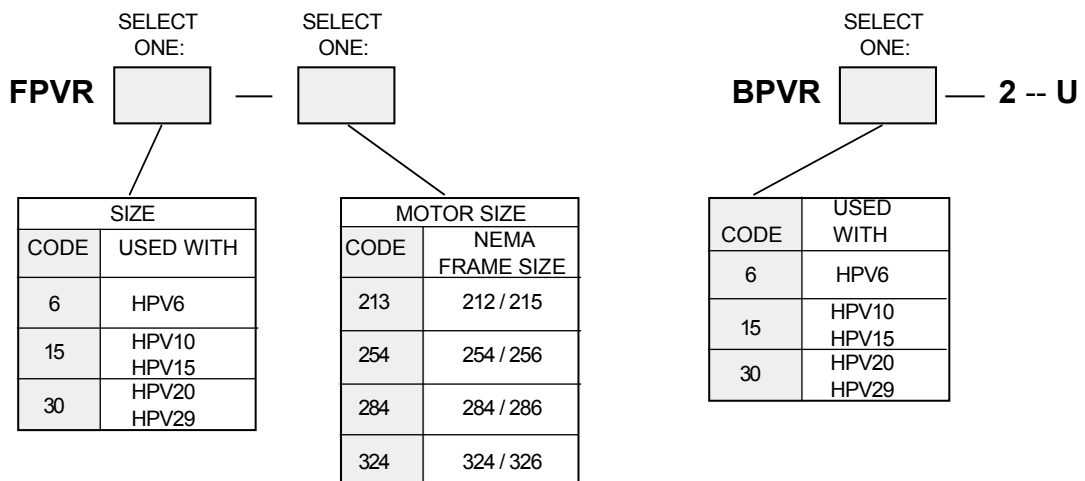 SELECT
ONE:
SELECT
ONE:
SELECT
ONE:
FPVR — BPVR — 2 -- U
SIZE
CODE USED WITH
6 HPV6
15 HPV10
HPV15
30 HPV20
HPV29
MOTOR SIZE
CODE NEMA
FRAME SIZE
213 212 / 215
254 254 / 256
284 284 / 286
324 324 / 326
CODE USED
WITH
6 HPV6
15 HPV10
HPV15
30 HPV20
HPV29